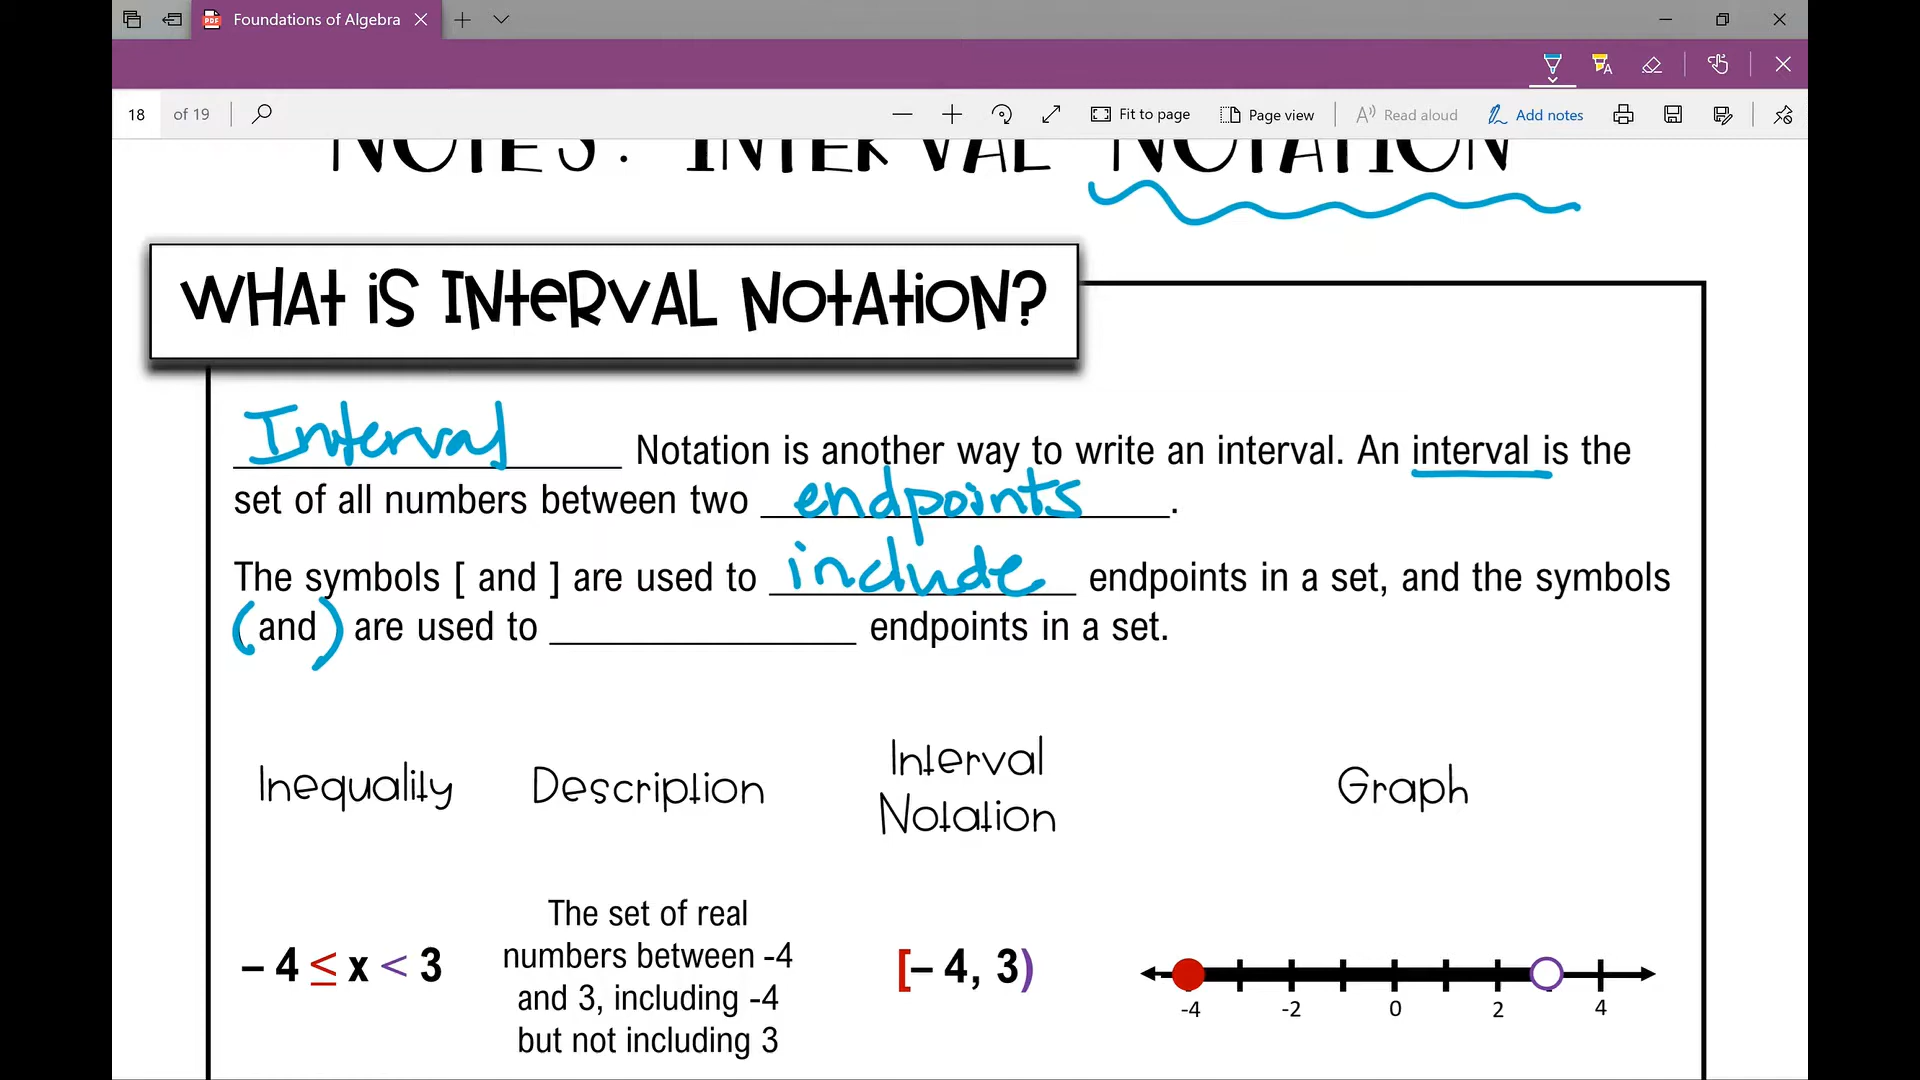 Foundations of Algebra
18 of 19
Fit to page
Page view
Read aloud
Add notes
NOTES: INTERVAL NOTATION
WHAT IS INTERVAL NOTATION?
Interval Notation is another way to write an interval. An interval is the
set of all numbers between two endpoints.
The symbols [ and ] are used to include endpoints in a set, and the symbols
( and ) are used to ______________ endpoints in a set.
Inequality
Description
Interval
Notation
Graph
– 4 ≤ x < 3
The set of real
numbers between -4
and 3, including -4
but not including 3
[– 4, 3)
-4 -2 0 2 4